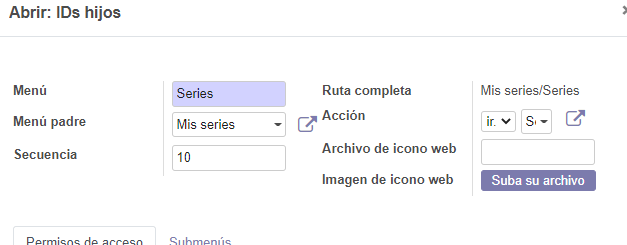 Abrir: IDs hijos
Menú Series
Menú padre Mis series
Secuencia 10
Ruta completa Mis series/Series
Acción ir.
Archivo de icono web
Imagen de icono web Suba su archivo
Permisos de acceso Submenús